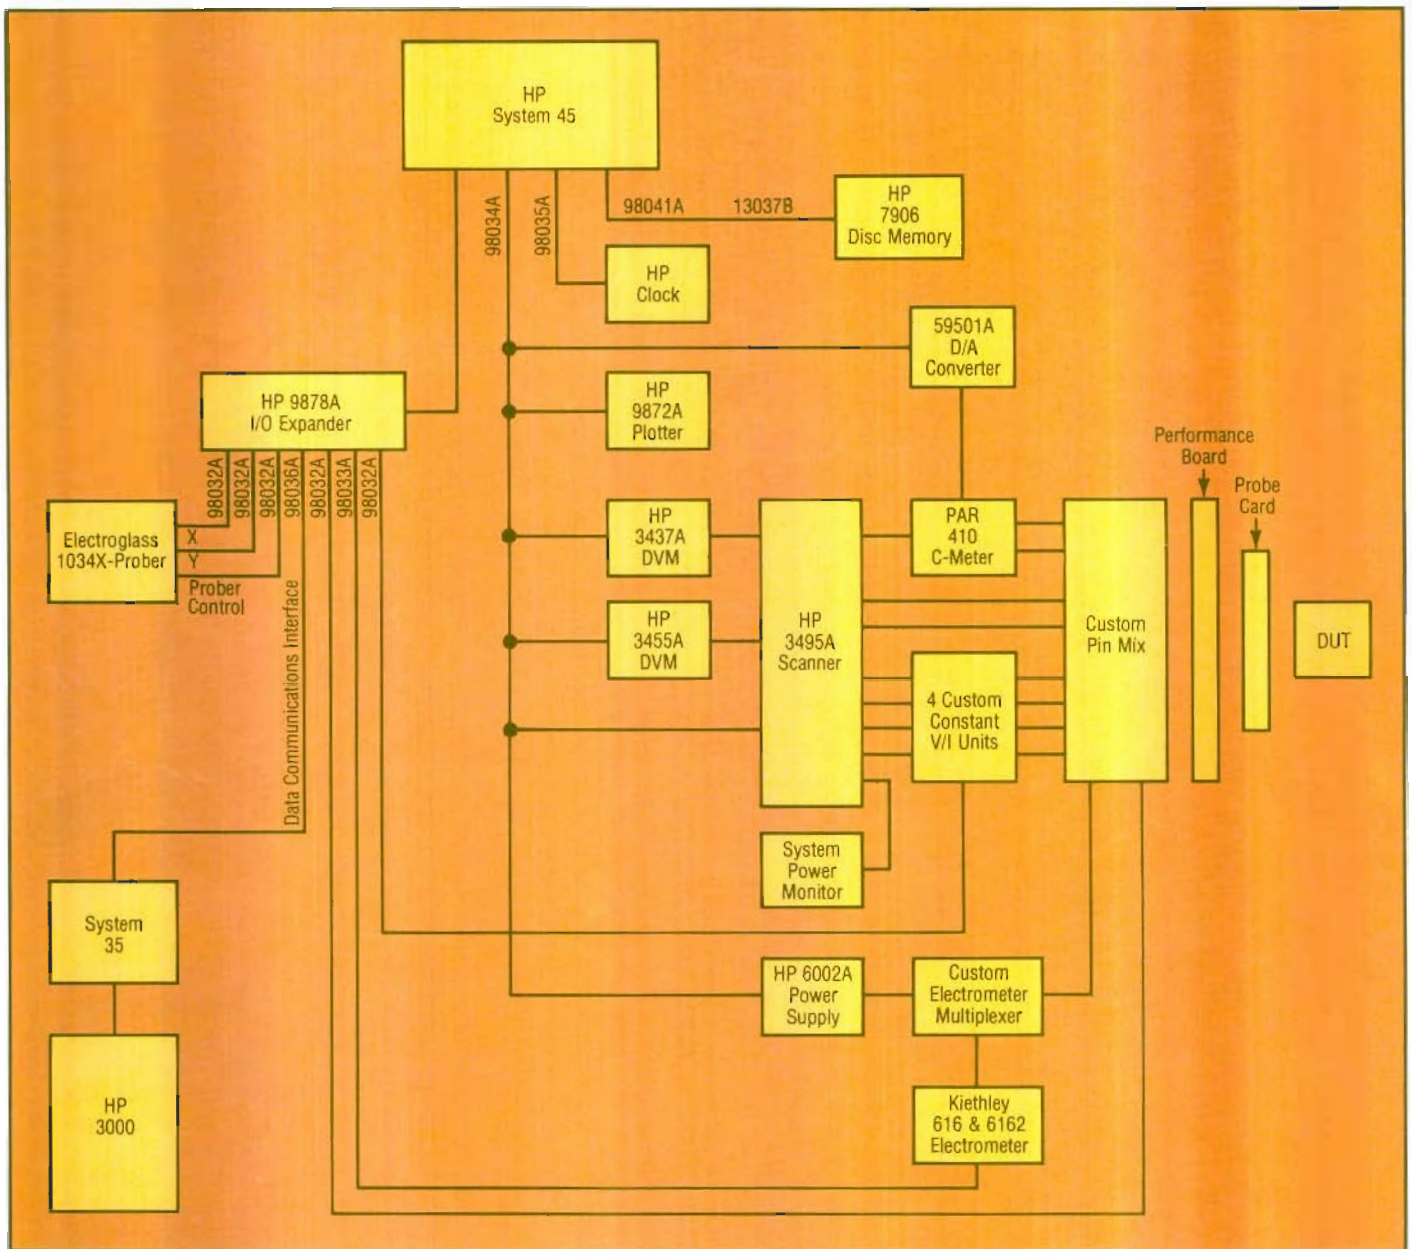 HP
System 45
98034A
98035A
98041A
13037B
HP
7906
Disc Memory
HP
Clock
59501A
D/A
Converter
HP 9878A
I/O Expander
HP
9872A
Plotter
98032A
98032A
98032A
98036A
98032A
98033A
98032A
Performance
Board
Probe
Card
Electroglass
1034X-Prober
X
Y
Prober
Control
Data Communications Interface
HP
3437A
DVM
HP
3455A
DVM
HP
3495A
Scanner
PAR
410
C-Meter
4 Custom
Constant
V/I Units
Custom
Pin Mix
DUT
System
Power
Monitor
System
35
HP
3000
HP 6002A
Power
Supply
Custom
Electrometer
Multiplexer
Kiethley
616 & 6162
Electrometer